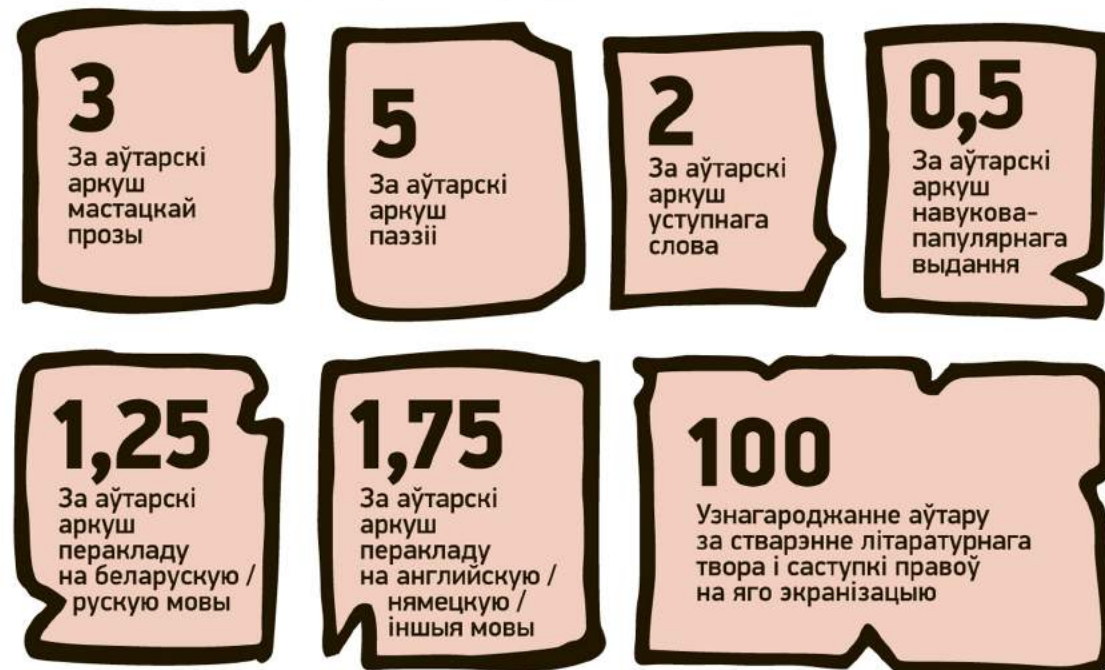 3
За аўтарскі
аркуш
мастацкай
прозы
5
За аўтарскі
аркуш
паэзіі
2
За аўтарскі
аркуш
уступнага
слова
0,5
За аўтарскі
аркуш
навукова-
папулярнага
выдання
1,25
За аўтарскі
аркуш
перакладу
на беларускую /
рускую мовы
1,75
За аўтарскі
аркуш
перакладу
на английскую /
нямецкую /
іншыя мовы
100
Узнагароджанне аўтару
за стварэнне літаратурнага
твора і саступкі правоў
на яго экранізацыю